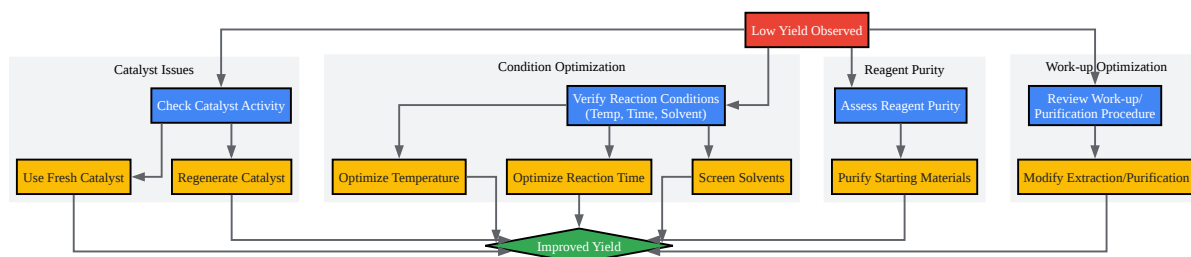 Low Yield Observed
Catalyst Issues
Condition Optimization
Reagent Purity
Work-up Optimization
Check Catalyst Activity
Verify Reaction Conditions
(Temp, Time, Solvent)
Assess Reagent Purity
Review Work-up/
Purification Procedure
Use Fresh Catalyst
Regenerate Catalyst
Optimize Temperature
Optimize Reaction Time
Screen Solvents
Purify Starting Materials
Modify Extraction/Purification
Improved Yield